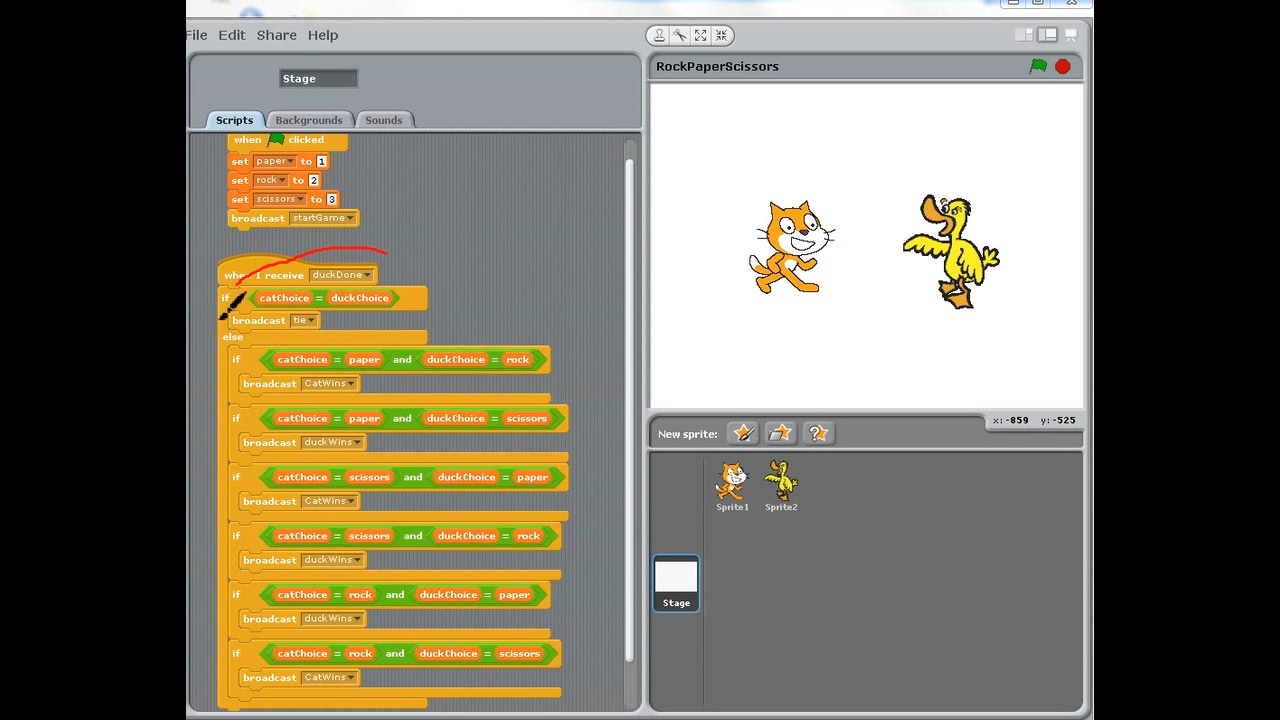 File Edit Share Help
Stage
RockPaperScissors
Scripts Backgrounds Sounds
when clicked
set paper to 1
set rock to 2
set scissors to 3
broadcast startGame
when I receive duckDone
if catChoice = duckChoice
broadcast tie
else
if catChoice = paper and duckChoice = rock
broadcast CatWins
if catChoice = paper and duckChoice = scissors
broadcast duckWins
if catChoice = scissors and duckChoice = paper
broadcast CatWins
if catChoice = scissors and duckChoice = rock
broadcast duckWins
if catChoice = rock and duckChoice = paper
broadcast duckWins
if catChoice = rock and duckChoice = scissors
broadcast CatWins
x: -859 y: -525
New sprite:
Sprite1 Sprite2
Stage